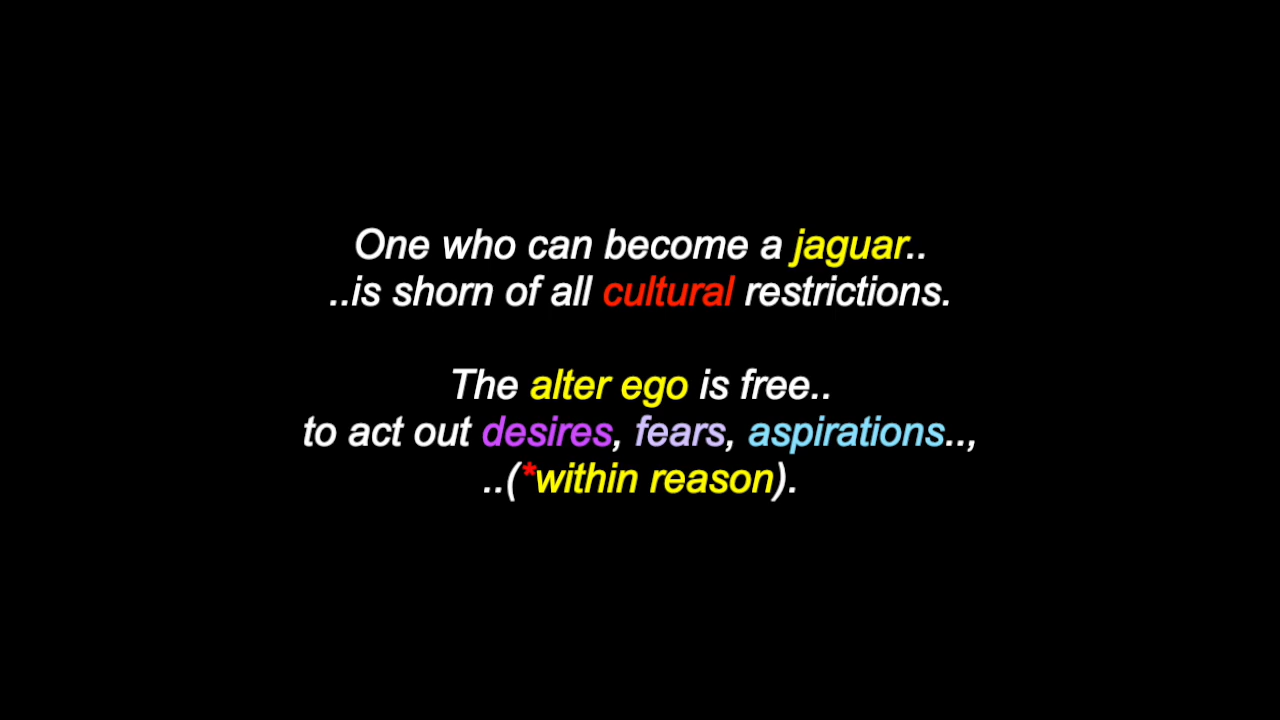 One who can become a jaguar..
..is shorn of all cultural restrictions.
The alter ego is free..
to act out desires, fears, aspirations..,
..(*within reason).